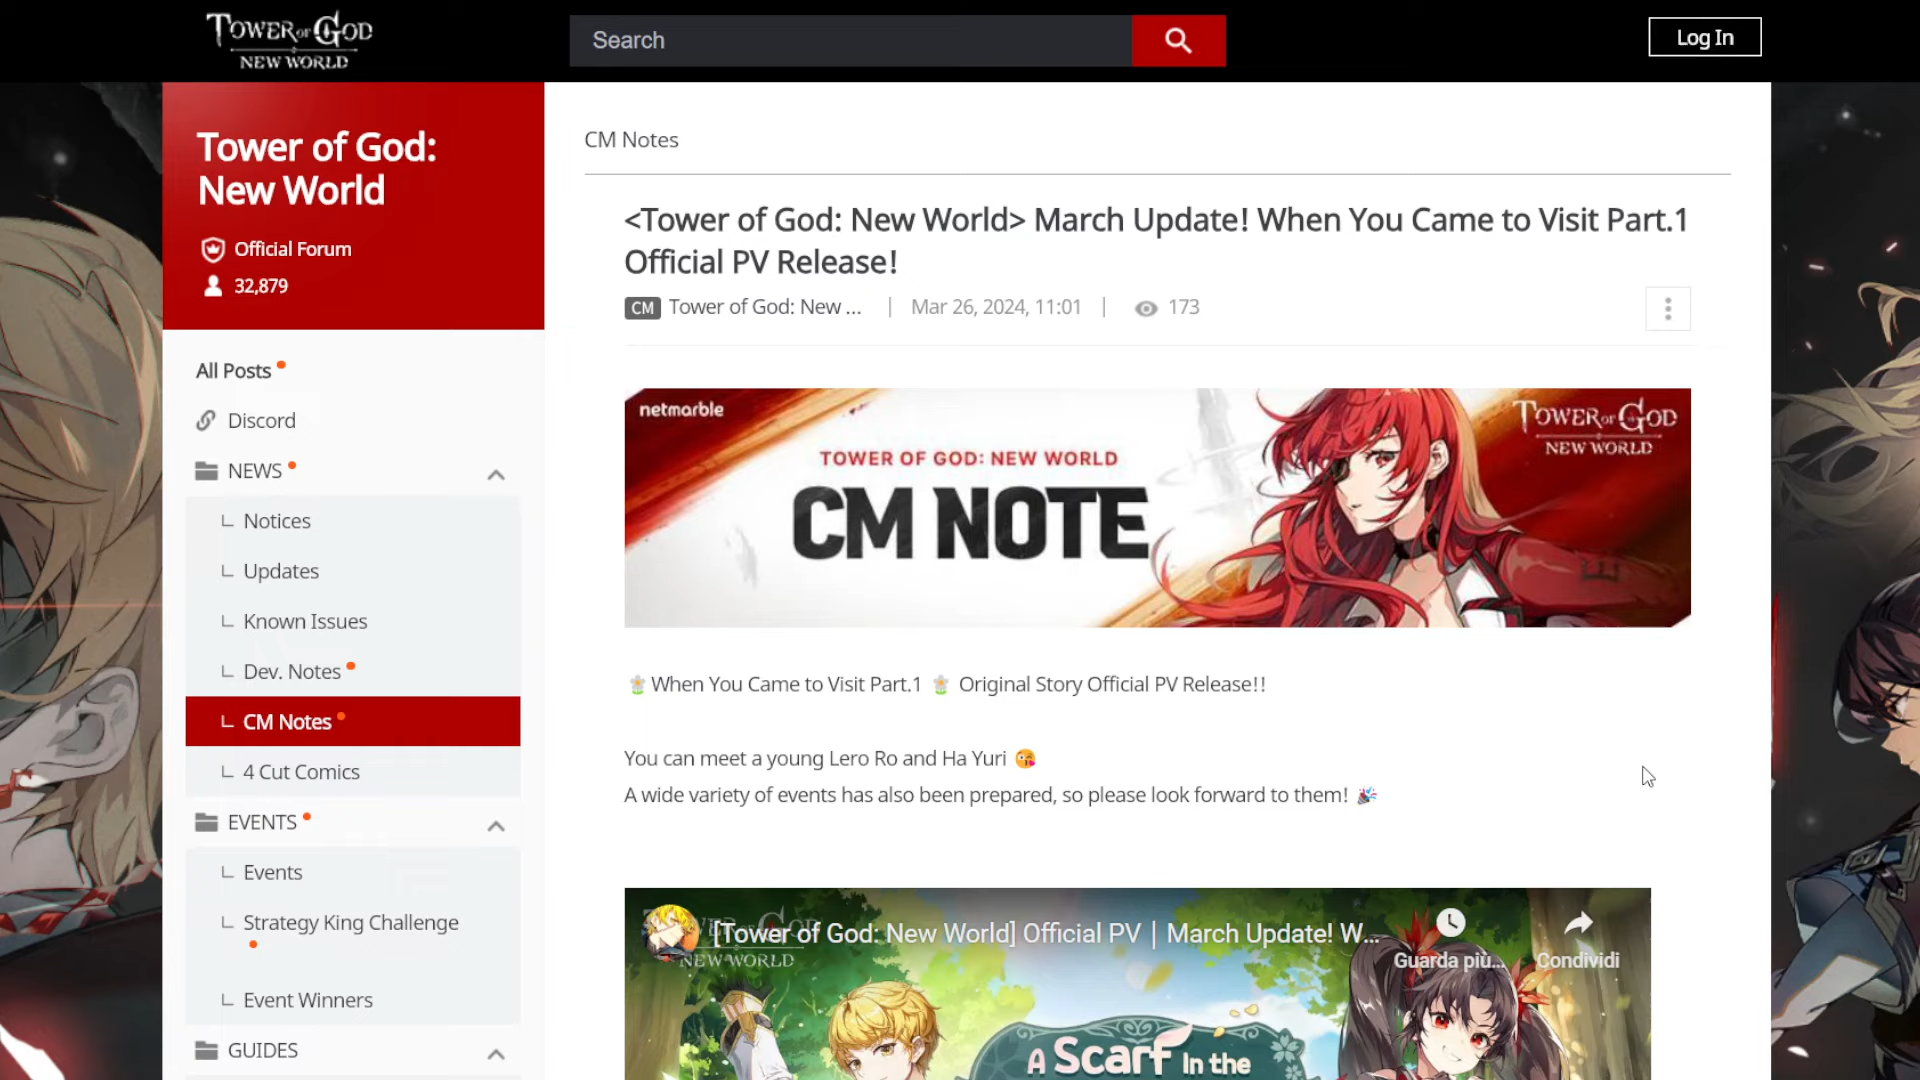 TOWER of GOD
NEW WORLD
Search
Log In
Tower of God:
New World
Official Forum
32,879
All Posts
Discord
NEWS
Notices
Updates
Known Issues
Dev. Notes
CM Notes
4 Cut Comics
EVENTS
Events
Strategy King Challenge
Event Winners
GUIDES
CM Notes
<Tower of God: New World> March Update! When You Came to Visit Part.1
Official PV Release!
CM Tower of God: New ... | Mar 26, 2024, 11:01 | 173
netmarble
TOWER of GOD
NEW WORLD
TOWER OF GOD: NEW WORLD
CM NOTE
When You Came to Visit Part.1 Original Story Official PV Release!!
You can meet a young Lero Ro and Ha Yuri
A wide variety of events has also been prepared, so please look forward to them!
TOWER of GOD
NEW WORLD
[Tower of God: New World] Official PV | March Update! W...
Guarda più...
Condividi
A Scarf In the